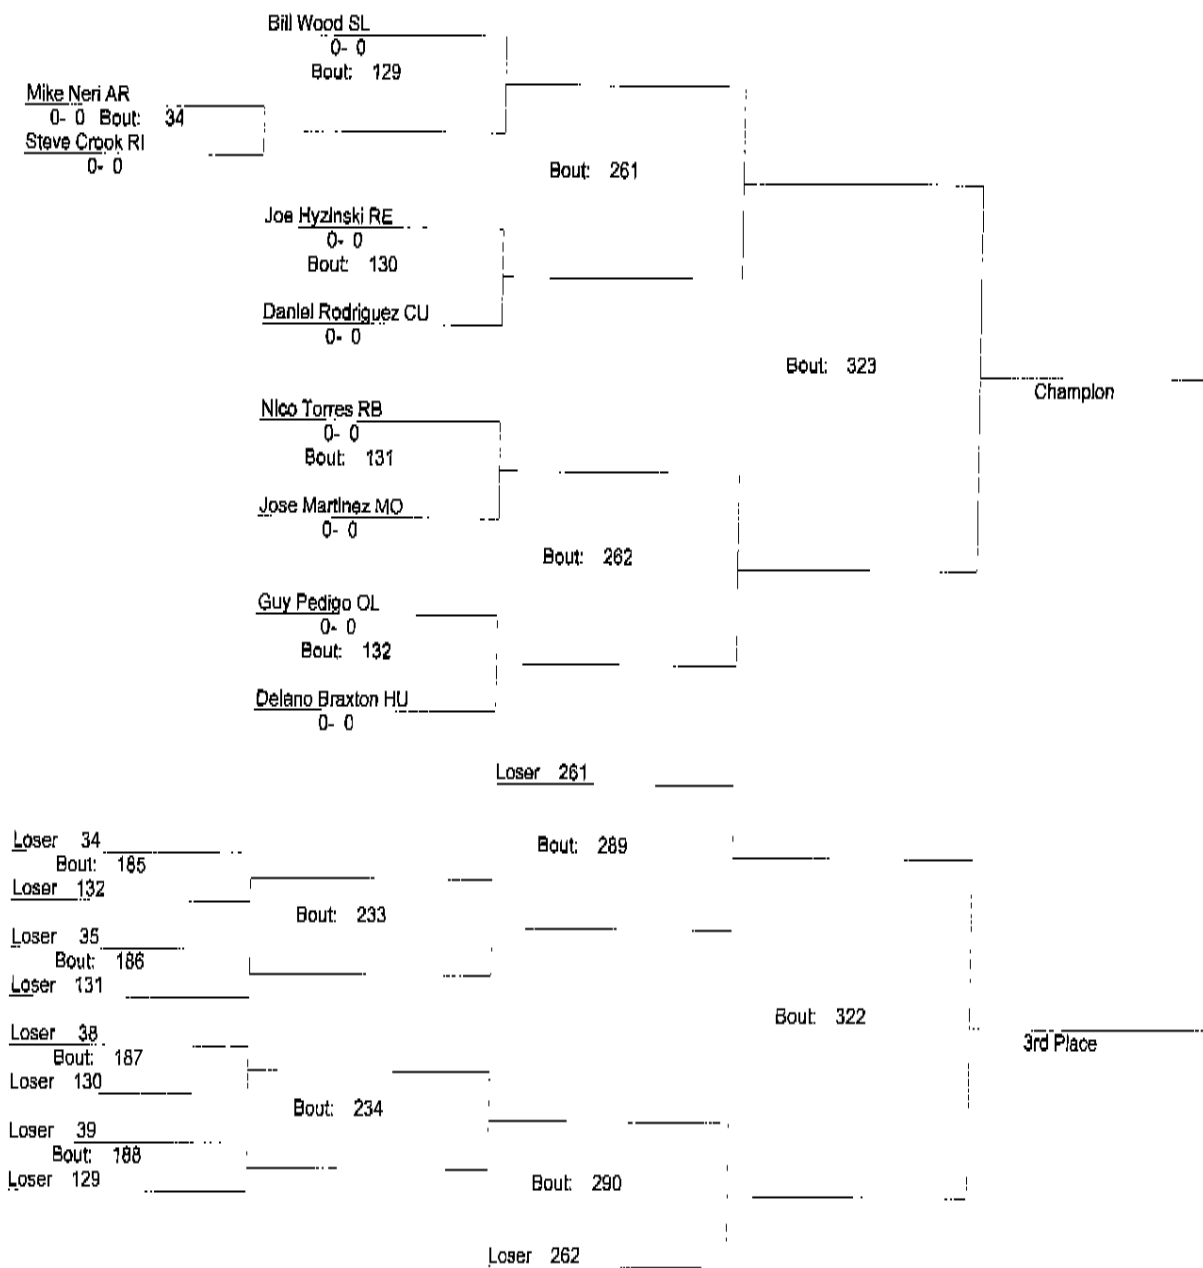 Bill Wood SL
0- 0
Bout: 129
Mike Neri AR
0- 0 Bout: 34
Steve Crook RI
0- 0
Bout: 261
Joe Hyzinski RE
0- 0
Bout: 130
Daniel Rodriguez CU
0- 0
Bout: 323
Champion
Nico Torres RB
0- 0
Bout: 131
Jose Martinez MO
0- 0
Bout: 262
Guy Pedigo OL
0- 0
Bout: 132
Delano Braxton HU
0- 0
Loser 261
Loser 34
Bout: 185
Loser 132
Bout: 289
Bout: 233
Loser 35
Bout: 186
Loser 131
Bout: 322
3rd Place
Loser 38
Bout: 187
Loser 130
Bout: 234
Loser 39
Bout: 188
Loser 129
Bout: 290
Loser 262